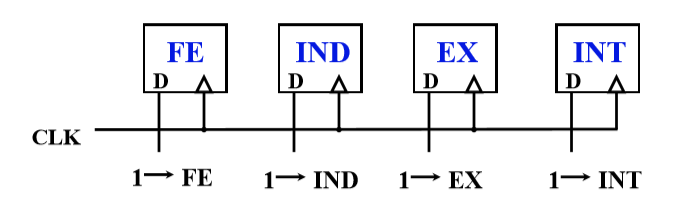 FE IND EX INT
D D D D
CLK
1→ FE 1→ IND 1→ EX 1→ INT